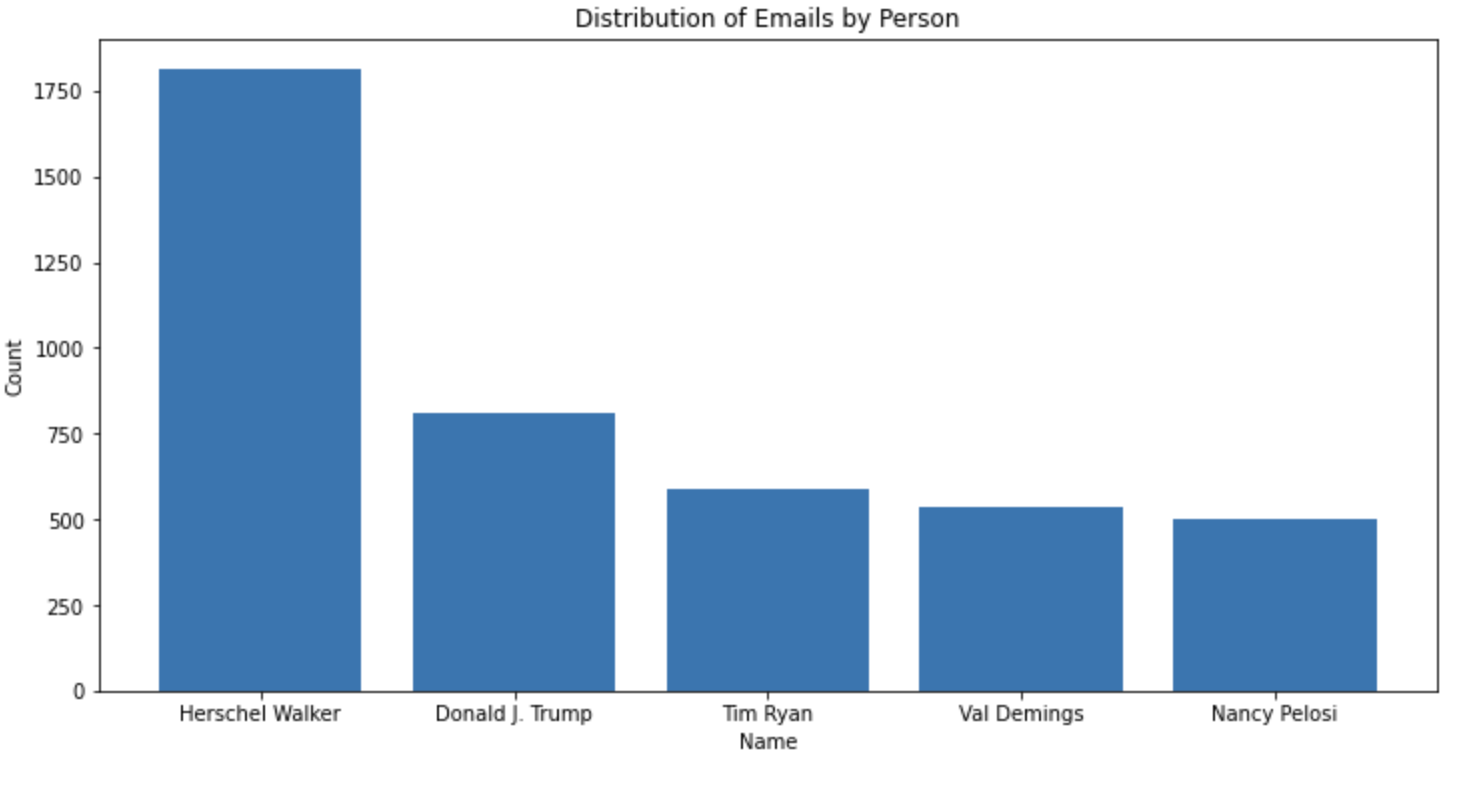 Distribution of Emails by Person
1750
1500
1250
1000
750
500
250
0
Count
Herschel Walker Donald J. Trump Tim Ryan Val Demings Nancy Pelosi
Name